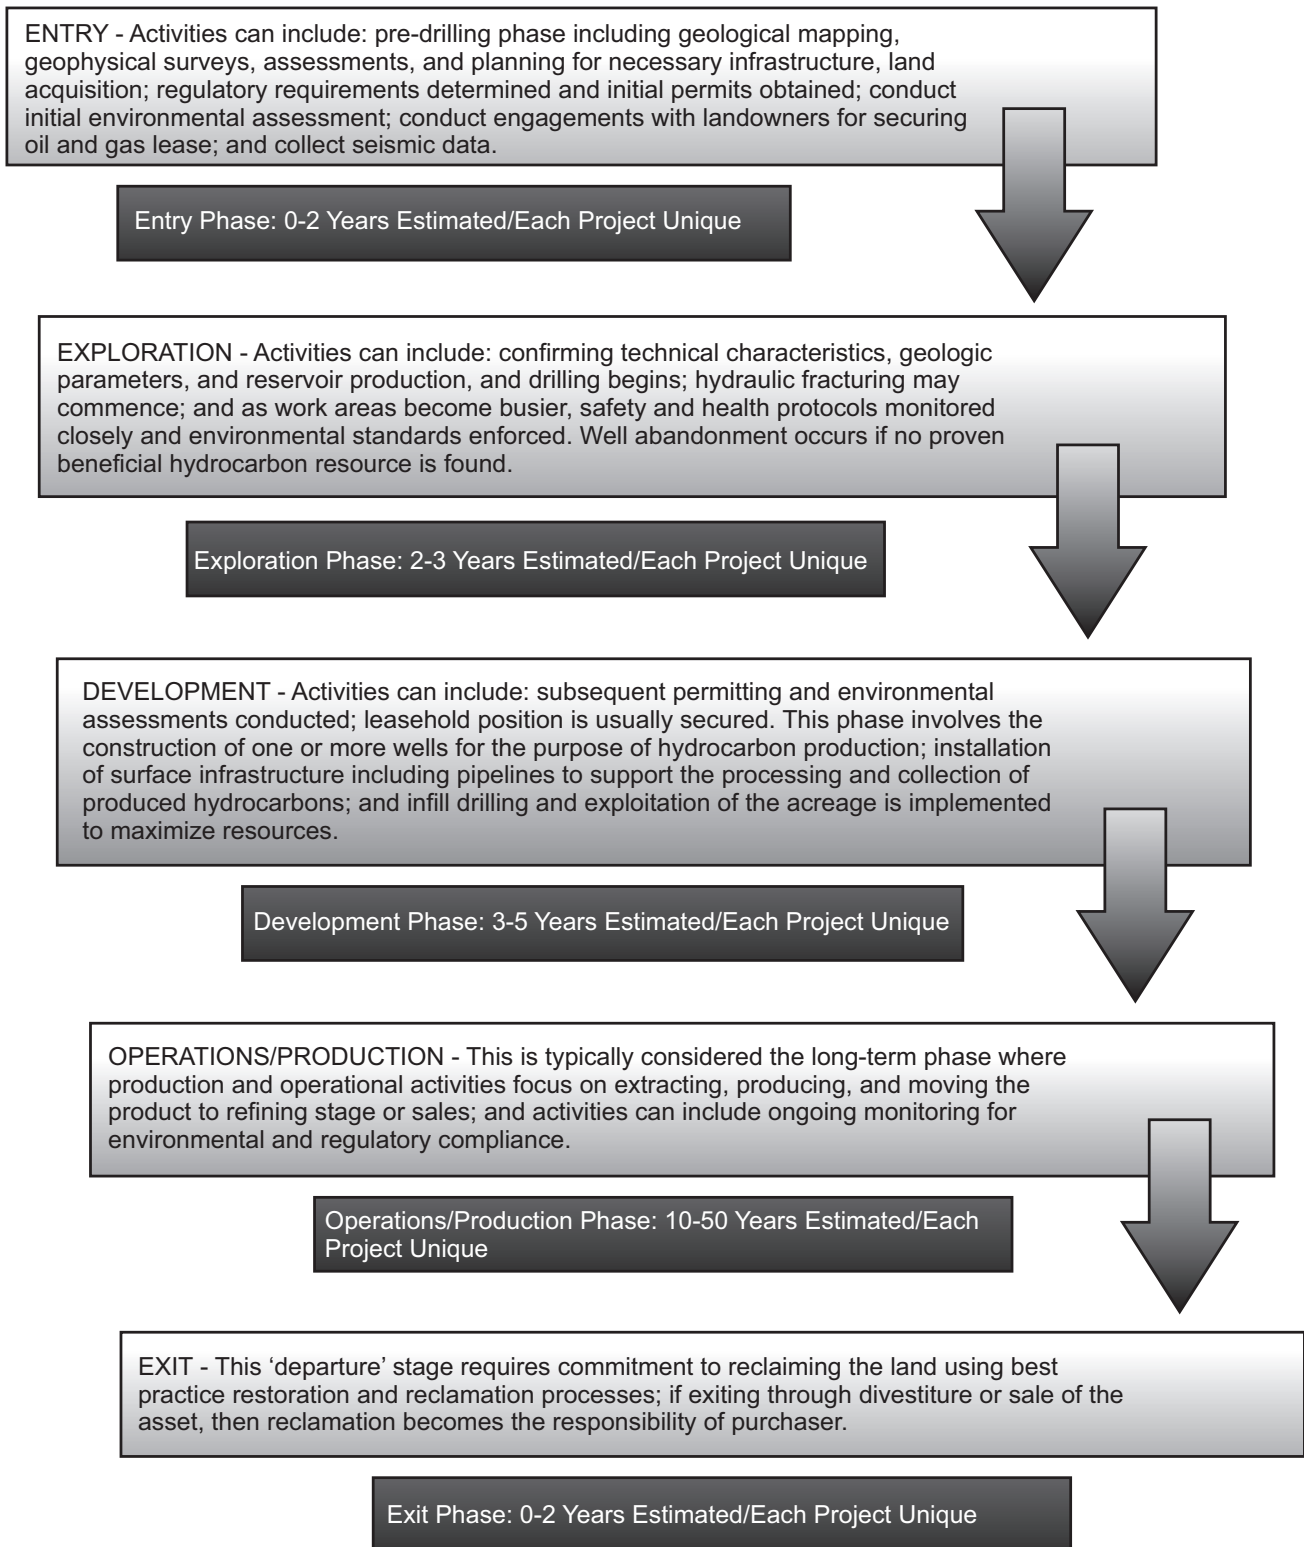 ENTRY - Activities can include: pre-drilling phase including geological mapping,
geophysical surveys, assessments, and planning for necessary infrastructure, land
acquisition; regulatory requirements determined and initial permits obtained; conduct
initial environmental assessment; conduct engagements with landowners for securing
oil and gas lease; and collect seismic data.
Entry Phase: 0-2 Years Estimated/Each Project Unique
EXPLORATION - Activities can include: confirming technical characteristics, geologic
parameters, and reservoir production, and drilling begins; hydraulic fracturing may
commence; and as work areas become busier, safety and health protocols monitored
closely and environmental standards enforced. Well abandonment occurs if no proven
beneficial hydrocarbon resource is found.
Exploration Phase: 2-3 Years Estimated/Each Project Unique
DEVELOPMENT - Activities can include: subsequent permitting and environmental
assessments conducted; leasehold position is usually secured. This phase involves the
construction of one or more wells for the purpose of hydrocarbon production; installation
of surface infrastructure including pipelines to support the processing and collection of
produced hydrocarbons; and infill drilling and exploitation of the acreage is implemented
to maximize resources.
Development Phase: 3-5 Years Estimated/Each Project Unique
OPERATIONS/PRODUCTION - This is typically considered the long-term phase where
production and operational activities focus on extracting, producing, and moving the
product to refining stage or sales; and activities can include ongoing monitoring for
environmental and regulatory compliance.
Operations/Production Phase: 10-50 Years Estimated/Each
Project Unique
EXIT - This ‘departure’ stage requires commitment to reclaiming the land using best
practice restoration and reclamation processes; if exiting through divestiture or sale of the
asset, then reclamation becomes the responsibility of purchaser.
Exit Phase: 0-2 Years Estimated/Each Project Unique